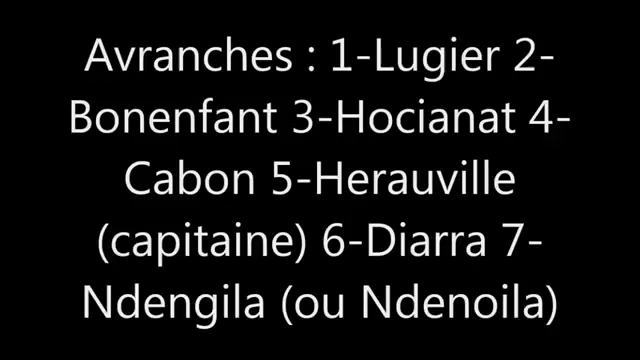 Avranches : 1-Lugier 2-
Bonenfant 3-Hocianat 4-
Cabon 5-Herauville
(capitaine) 6-Diarra 7-
Ndengila (ou Ndenoila)